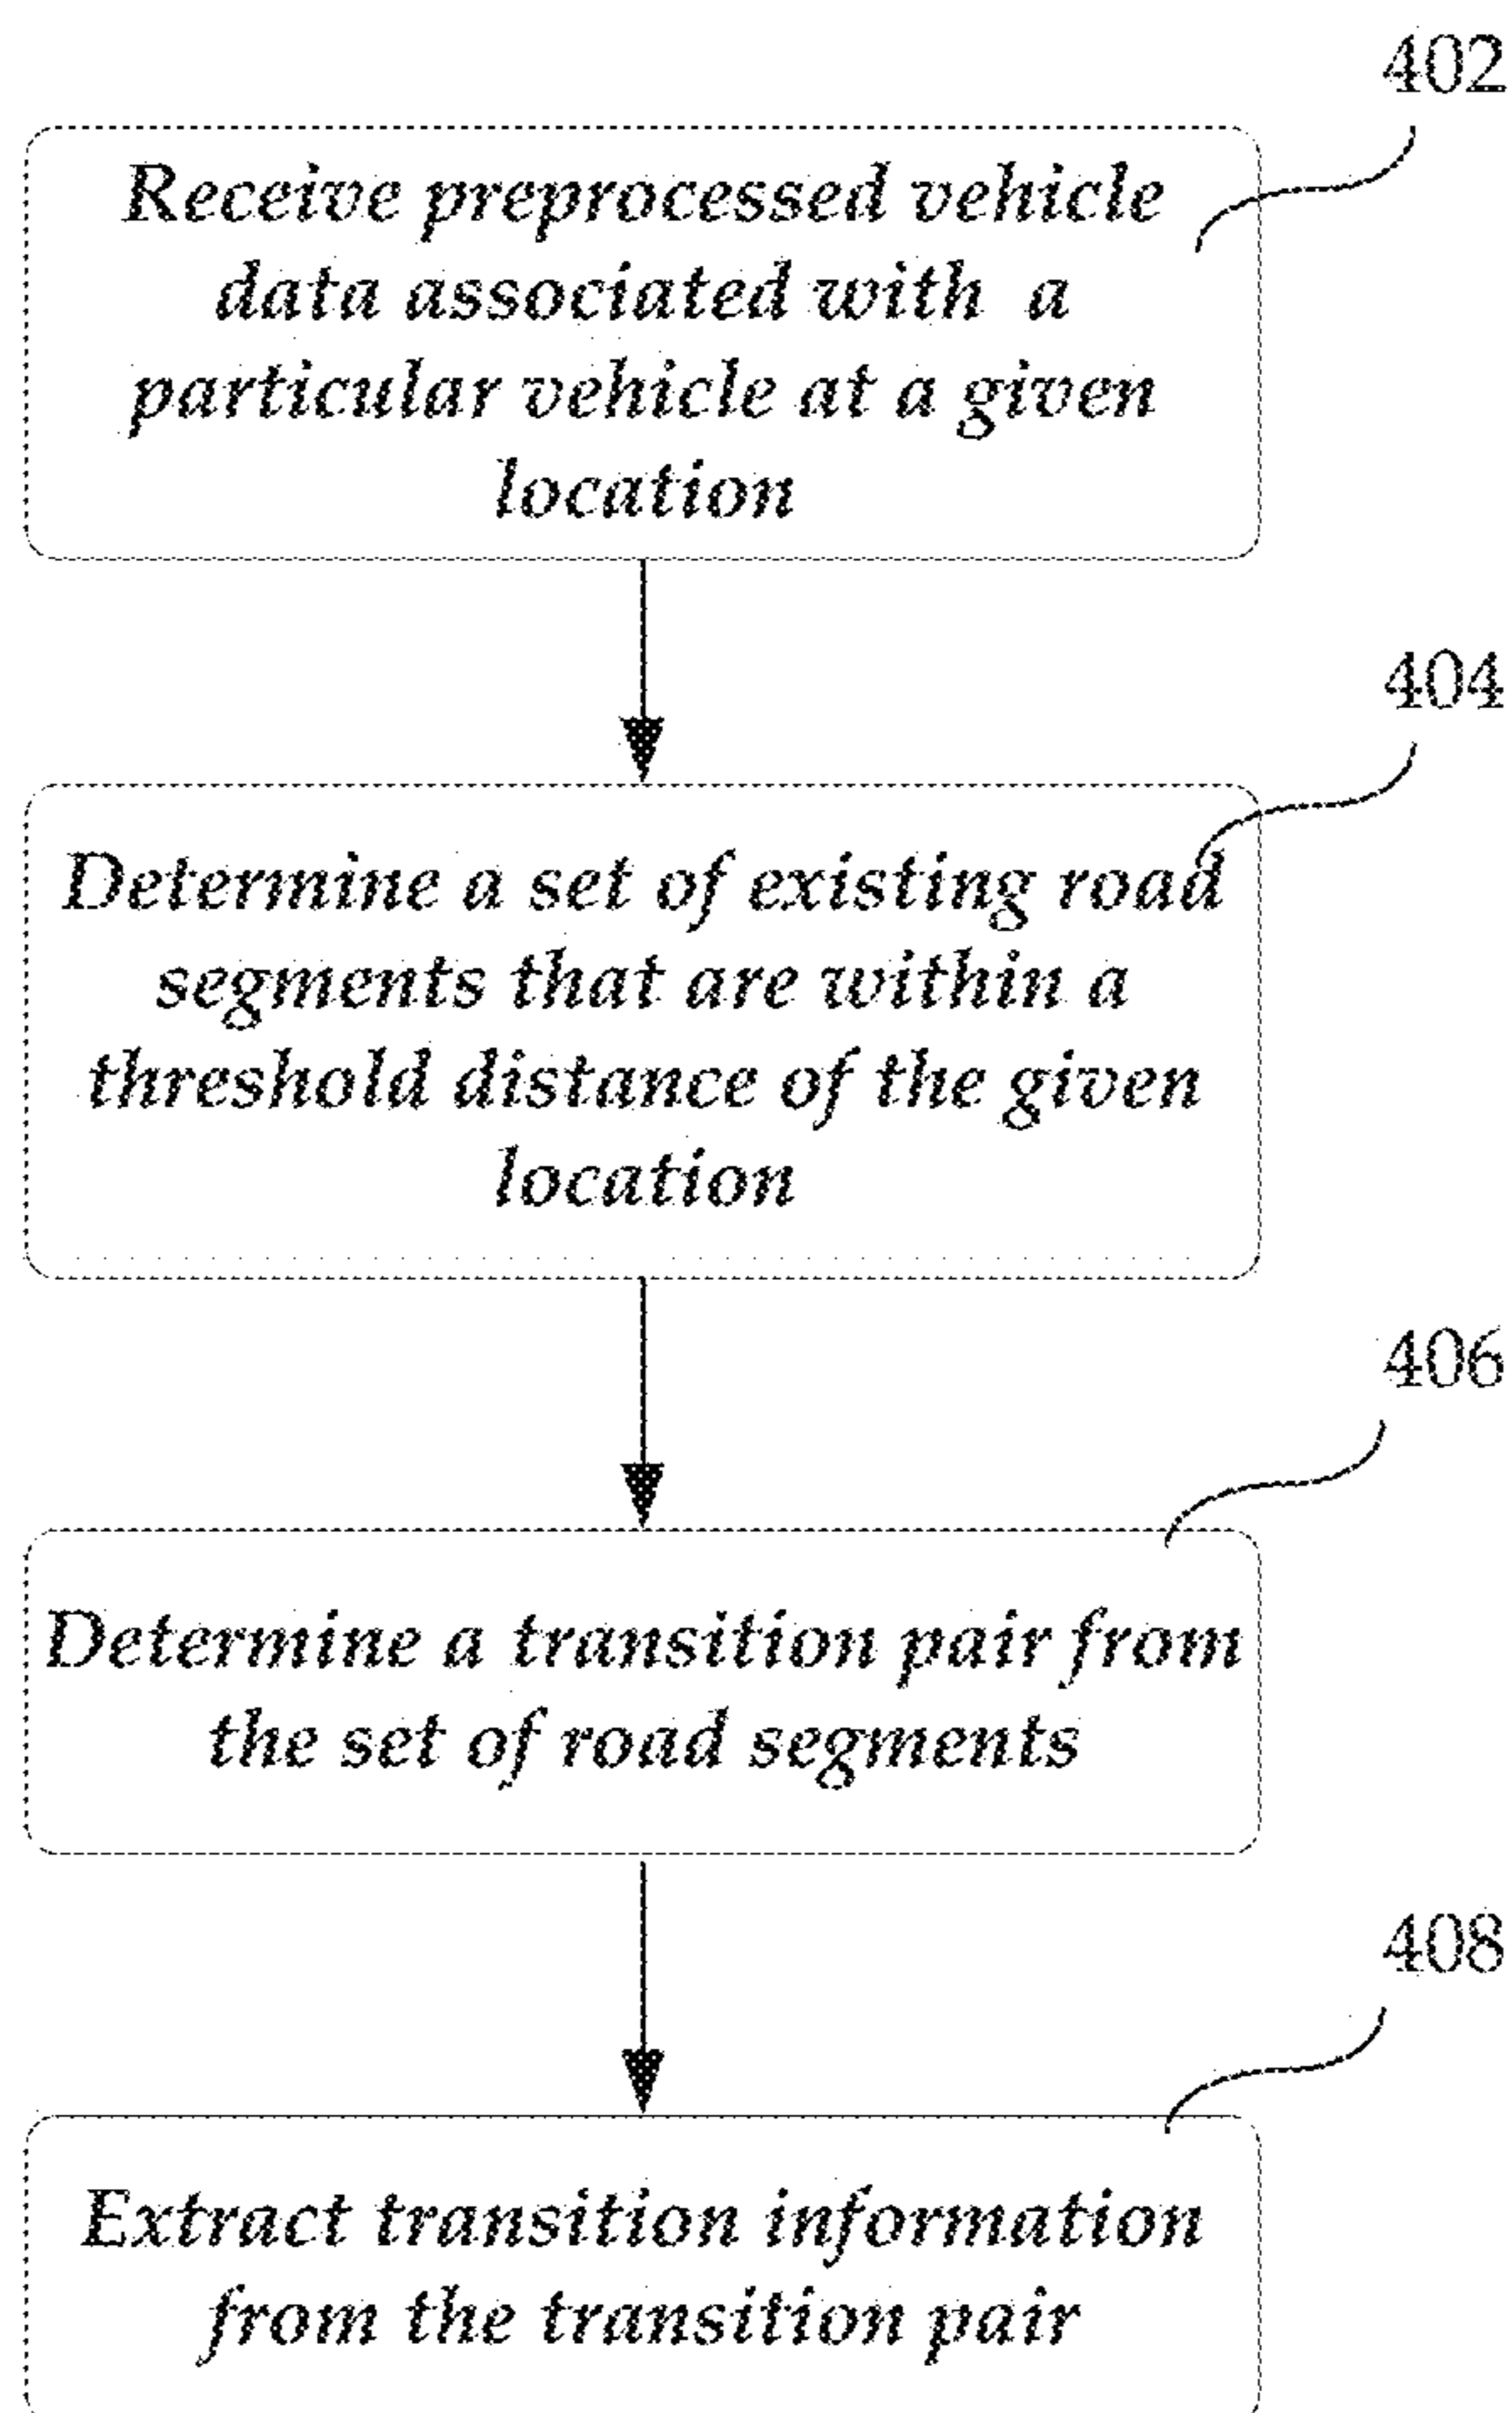 402
Receive preprocessed vehicle
data associated with a
particular vehicle at a given
location
404
Determine a set of existing road
segments that are within a
threshold distance of the given
location
406
Determine a transition pair from
the set of road segments
408
Extract transition information
from the transition pair